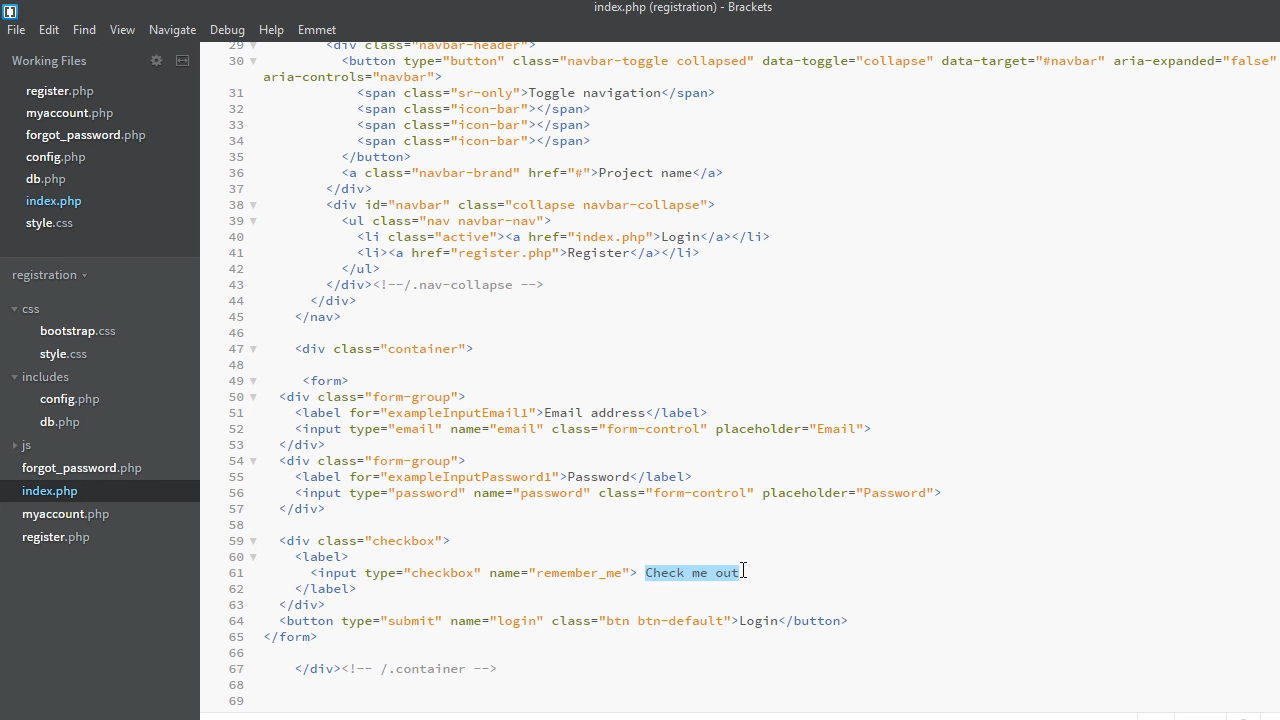 index.php (registration) - Brackets
File Edit Find View Navigate Debug Help Emmet
Working Files
register.php
myaccount.php
forgot_password.php
config.php
db.php
index.php
style.css
registration
css
bootstrap.css
style.css
includes
config.php
db.php
js
forgot_password.php
index.php
myaccount.php
register.php
29 <div class="navbar-header">
30 <button type="button" class="navbar-toggle collapsed" data-toggle="collapse" data-target="#navbar" aria-expanded="false"
aria-controls="navbar">
31 <span class="sr-only">Toggle navigation</span>
32 <span class="icon-bar"></span>
33 <span class="icon-bar"></span>
34 <span class="icon-bar"></span>
35 </button>
36 <a class="navbar-brand" href="#">Project name</a>
37 </div>
38 <div id="navbar" class="collapse navbar-collapse">
39 <ul class="nav navbar-nav">
40 <li class="active"><a href="index.php">Login</a></li>
41 <li><a href="register.php">Register</a></li>
42 </ul>
43 </div><!--/.nav-collapse -->
44 </div>
45 </nav>
46
47 <div class="container">
48
49 <form>
50 <div class="form-group">
51 <label for="exampleInputEmail1">Email address</label>
52 <input type="email" name="email" class="form-control" placeholder="Email">
53 </div>
54 <div class="form-group">
55 <label for="exampleInputPassword1">Password</label>
56 <input type="password" name="password" class="form-control" placeholder="Password">
57 </div>
58
59 <div class="checkbox">
60 <label>
61 <input type="checkbox" name="remember_me"> Check me out
62 </label>
63 </div>
64 <button type="submit" name="login" class="btn btn-default">Login</button>
65 </form>
66
67 </div><!-- /.container -->
68
69